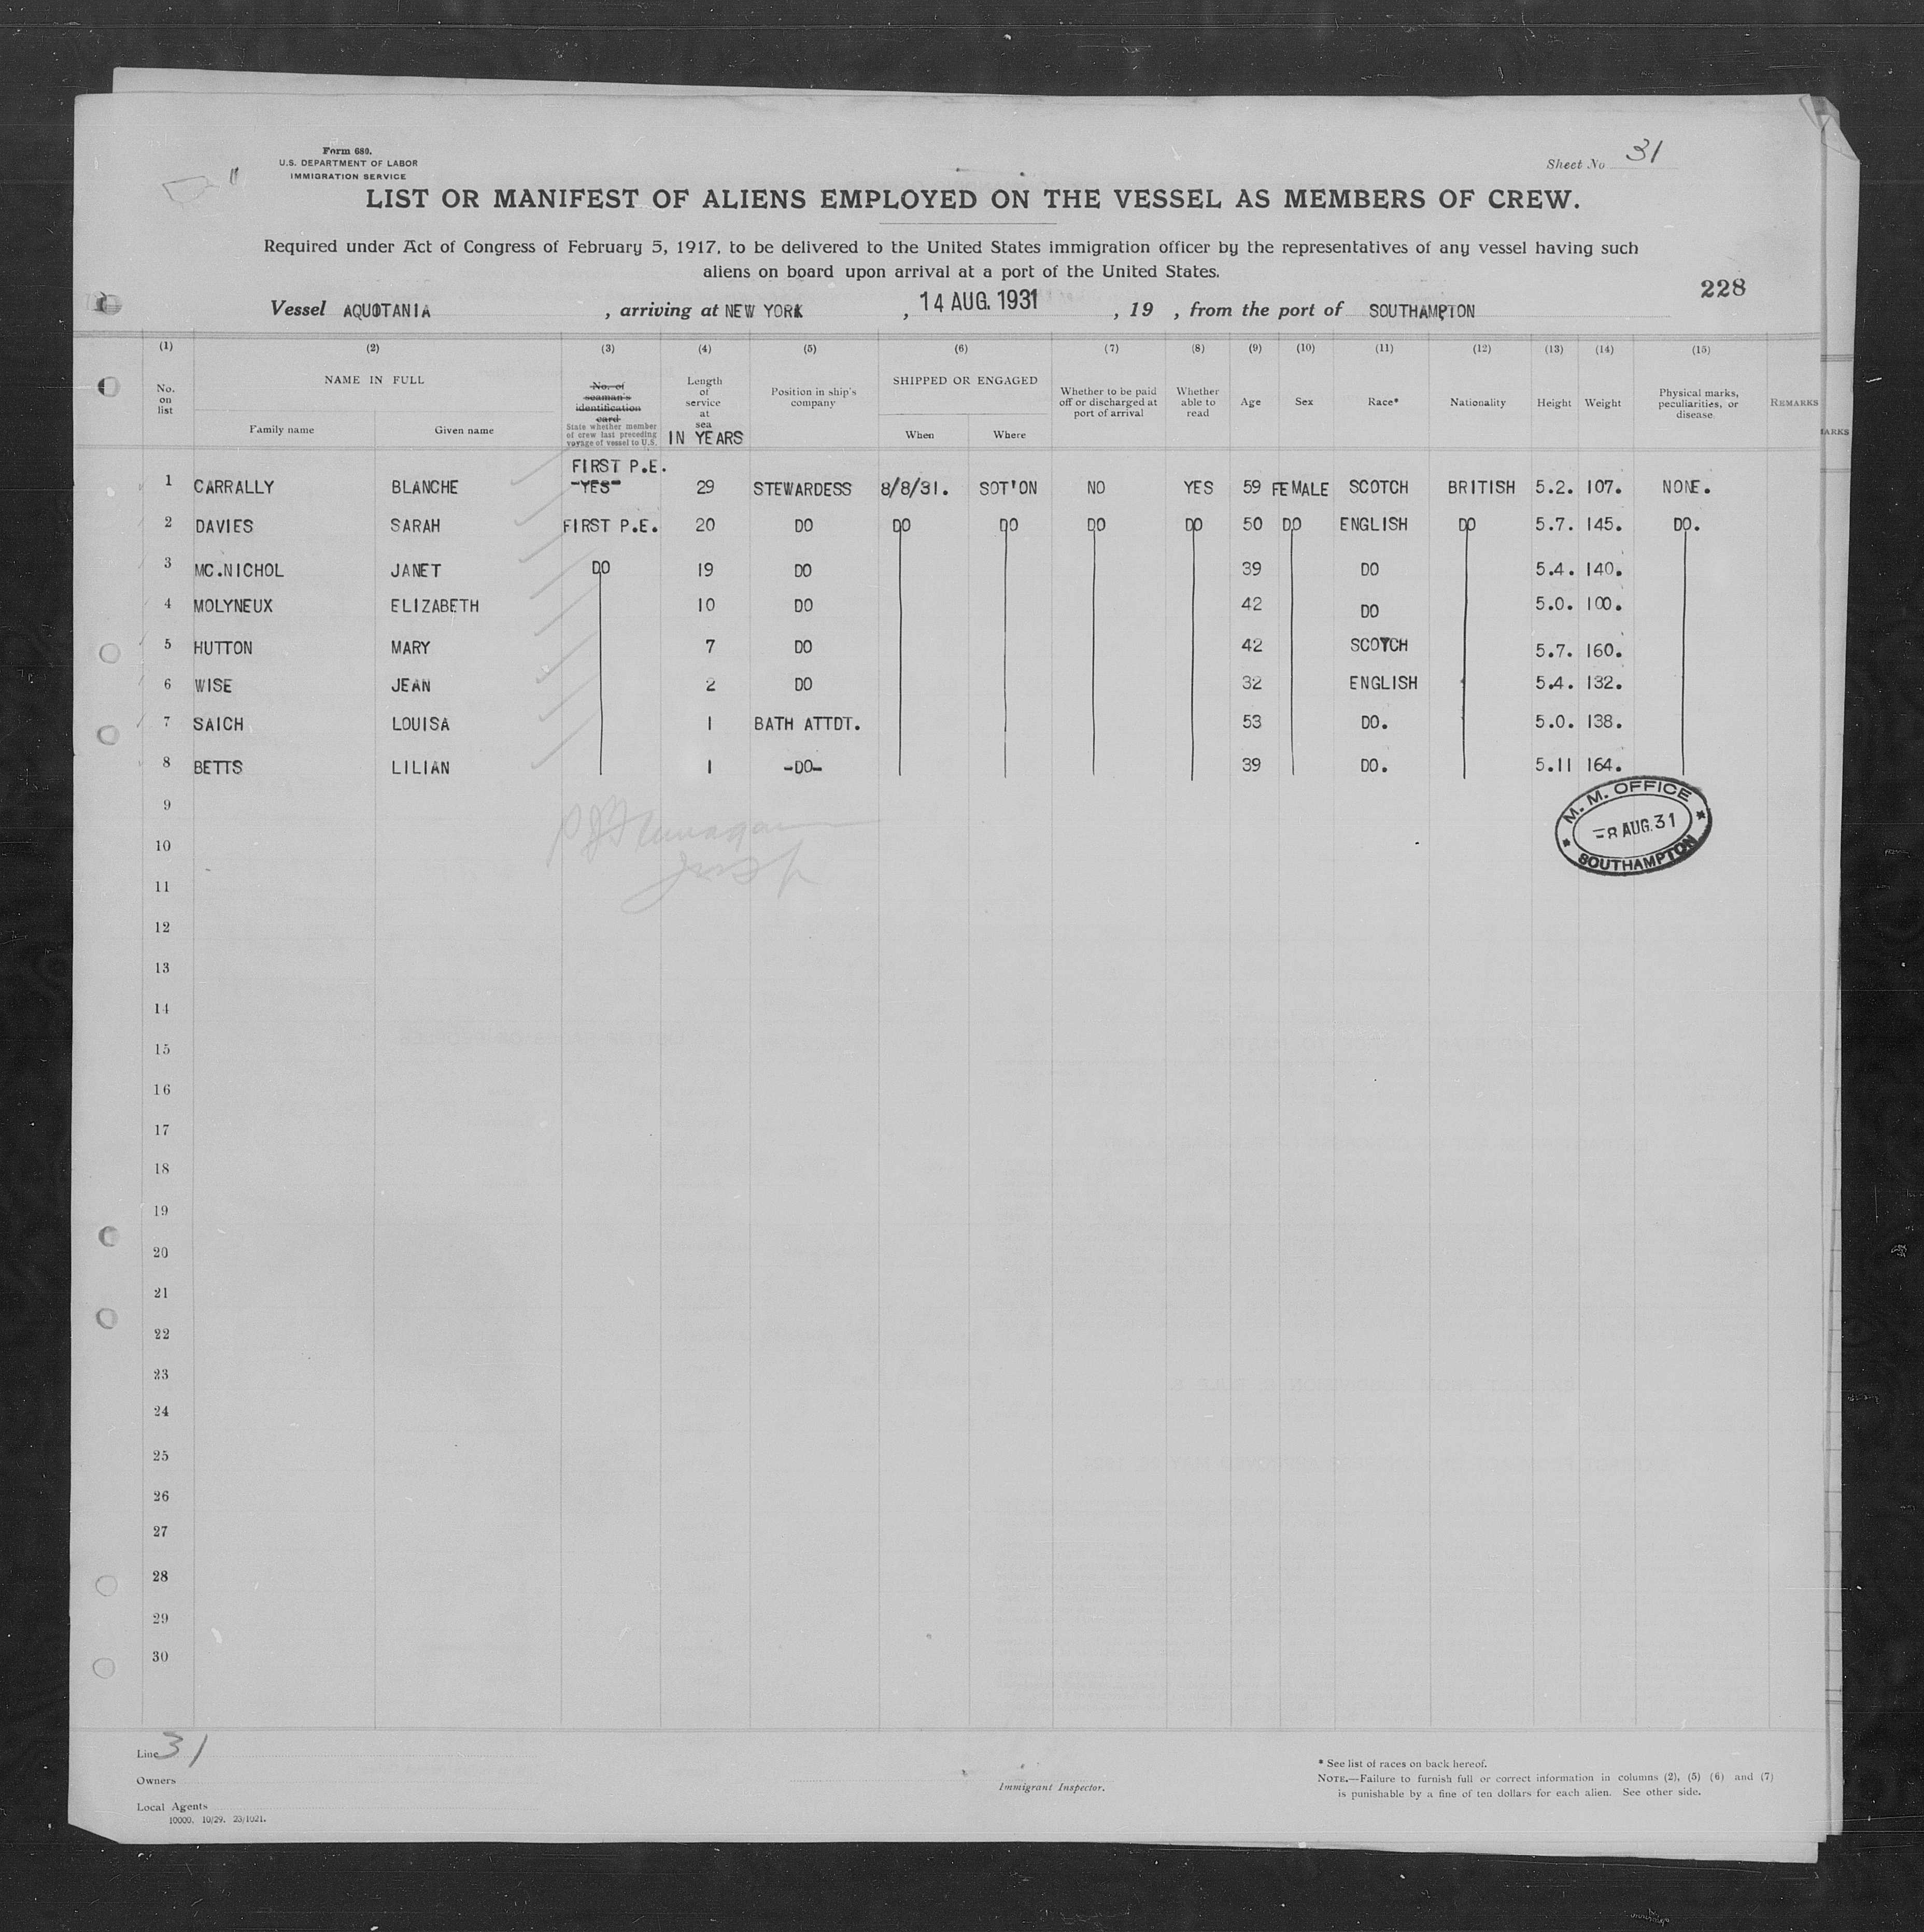 Form 680.
U.S. DEPARTMENT OF LABOR
IMMIGRATION SERVICE
Sheet No 31
LIST OR MANIFEST OF ALIENS EMPLOYED ON THE VESSEL AS MEMBERS OF CREW.
Required under Act of Congress of February 5, 1917, to be delivered to the United States immigration officer by the representatives of any vessel having such
aliens on board upon arrival at a port of the United States.
228
Vessel AQUOTANIA , arriving at NEW YORK , 14 AUG. 1931 , 19 , from the port of SOUTHAMPTON
(1) (2) (3) (4) (5) (6) (7) (8) (9) (10) (11) (12) (13) (14) (15)
No. on list
NAME IN FULL
Family name Given name
No. of seaman's identification card
State whether member of crew last preceding voyage of vessel to U.S.
Length of service at sea
IN YEARS
Position in ship's company
SHIPPED OR ENGAGED
When Where
Whether to be paid off or discharged at port of arrival
Whether able to read
Age
Sex
Race*
Nationality
Height
Weight
Physical marks, peculiarities, or disease.
REMARKS
ARKS
FIRST P.E.
1 CARRALLY BLANCHE -YES- 29 STEWARDESS 8/8/31. SOT'ON NO YES 59 FEMALE SCOTCH BRITISH 5.2. 107. NONE.
2 DAVIES SARAH FIRST P.E. 20 DO DO DO DO DO 50 DO ENGLISH DO 5.7. 145. DO.
3 MC.NICHOL JANET DO 19 DO 39 DO 5.4. 140.
4 MOLYNEUX ELIZABETH 10 DO 42 DO 5.0. 100.
5 HUTTON MARY 7 DO 42 SCOTCH 5.7. 160.
6 WISE JEAN 2 DO 32 ENGLISH 5.4. 132.
7 SAICH LOUISA 1 BATH ATTDT. 53 DO. 5.0. 138.
8 BETTS LILIAN 1 -DO- 39 DO. 5.11 164.
M. M. OFFICE
-8 AUG. 31
SOUTHAMPTON
9
10
11
12
13
14
15
16
17
18
19
20
21
22
23
24
25
26
27
28
29
30
Line 31
Owners
Local Agents
10000. 10/29. 23/1021.
Immigrant Inspector.
* See list of races on back hereof.
NOTE.—Failure to furnish full or correct information in columns (2), (5) (6) and (7)
is punishable by a fine of ten dollars for each alien. See other side.